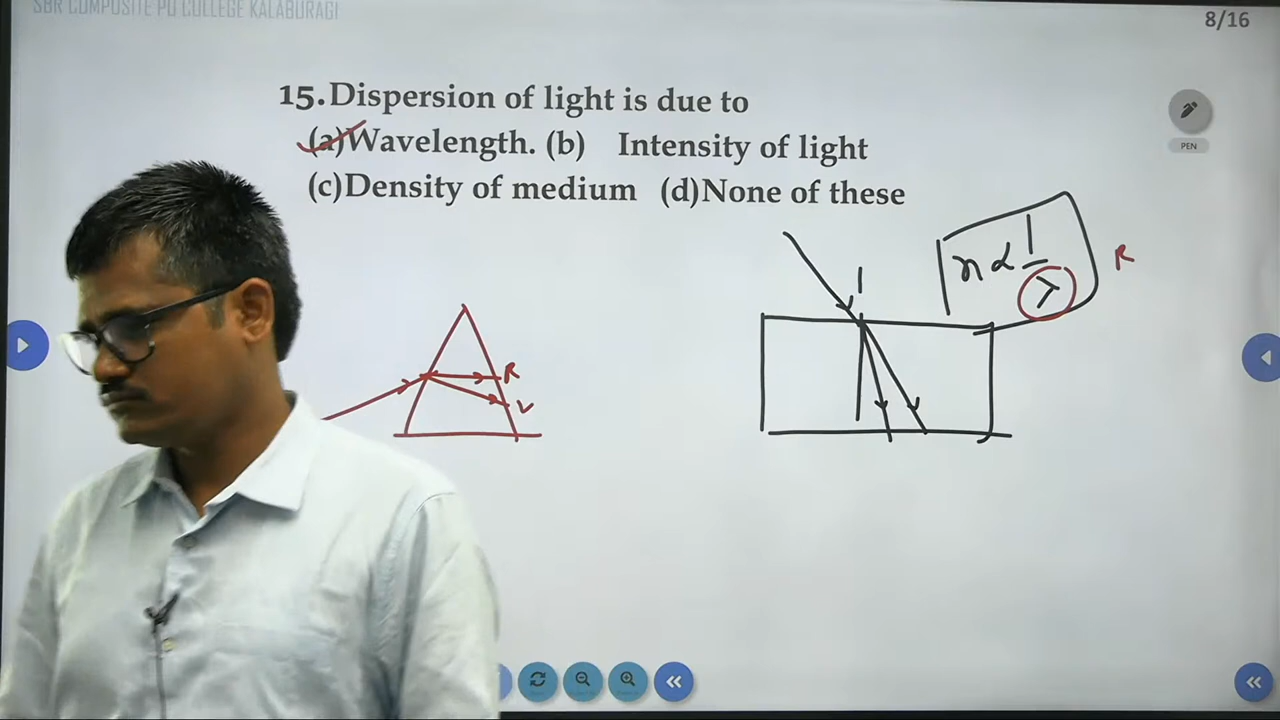 SBR COMPOSITE PU COLLEGE KALABURAGI
8/16
15.Dispersion of light is due to
(a)Wavelength. (b) Intensity of light
(c)Density of medium (d)None of these
PEN
n ∝ 1/λ
R
R
V